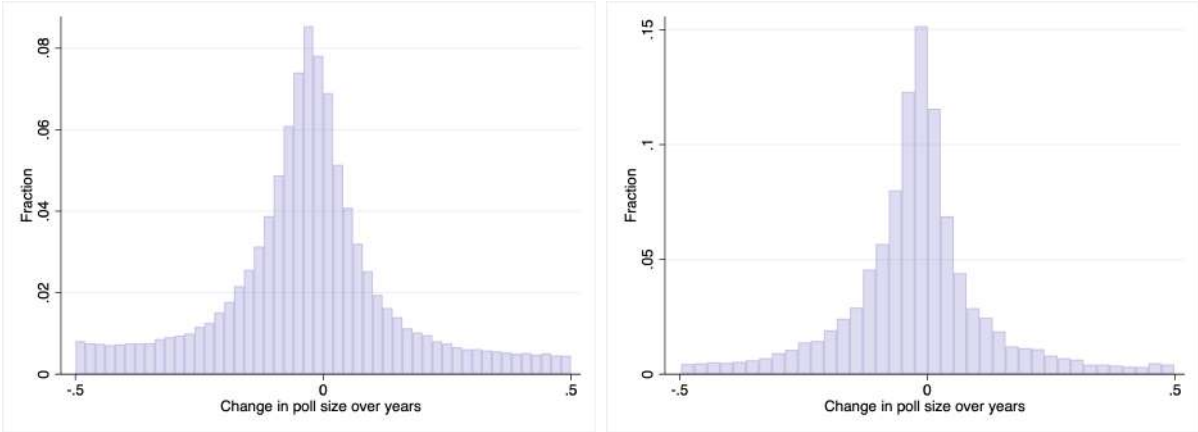 .08
.06
.04
.02
0
Fraction
-.5 0 .5
Change in poll size over years
.15
.1
.05
0
Fraction
-.5 0 .5
Change in poll size over years